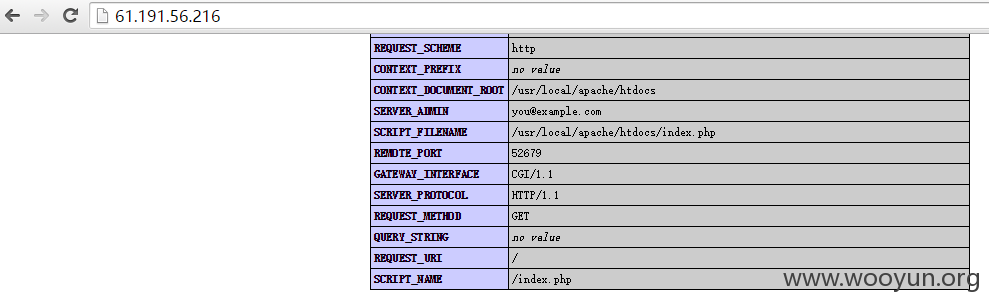 61.191.56.216
REQUEST_SCHEME http
CONTEXT_PREFIX no value
CONTEXT_DOCUMENT_ROOT /usr/local/apache/htdocs
SERVER_ADMIN you@example.com
SCRIPT_FILENAME /usr/local/apache/htdocs/index.php
REMOTE_PORT 52679
GATEWAY_INTERFACE CGI/1.1
SERVER_PROTOCOL HTTP/1.1
REQUEST_METHOD GET
QUERY_STRING no value
REQUEST_URI /
SCRIPT_NAME /index.php
www.wooyun.org